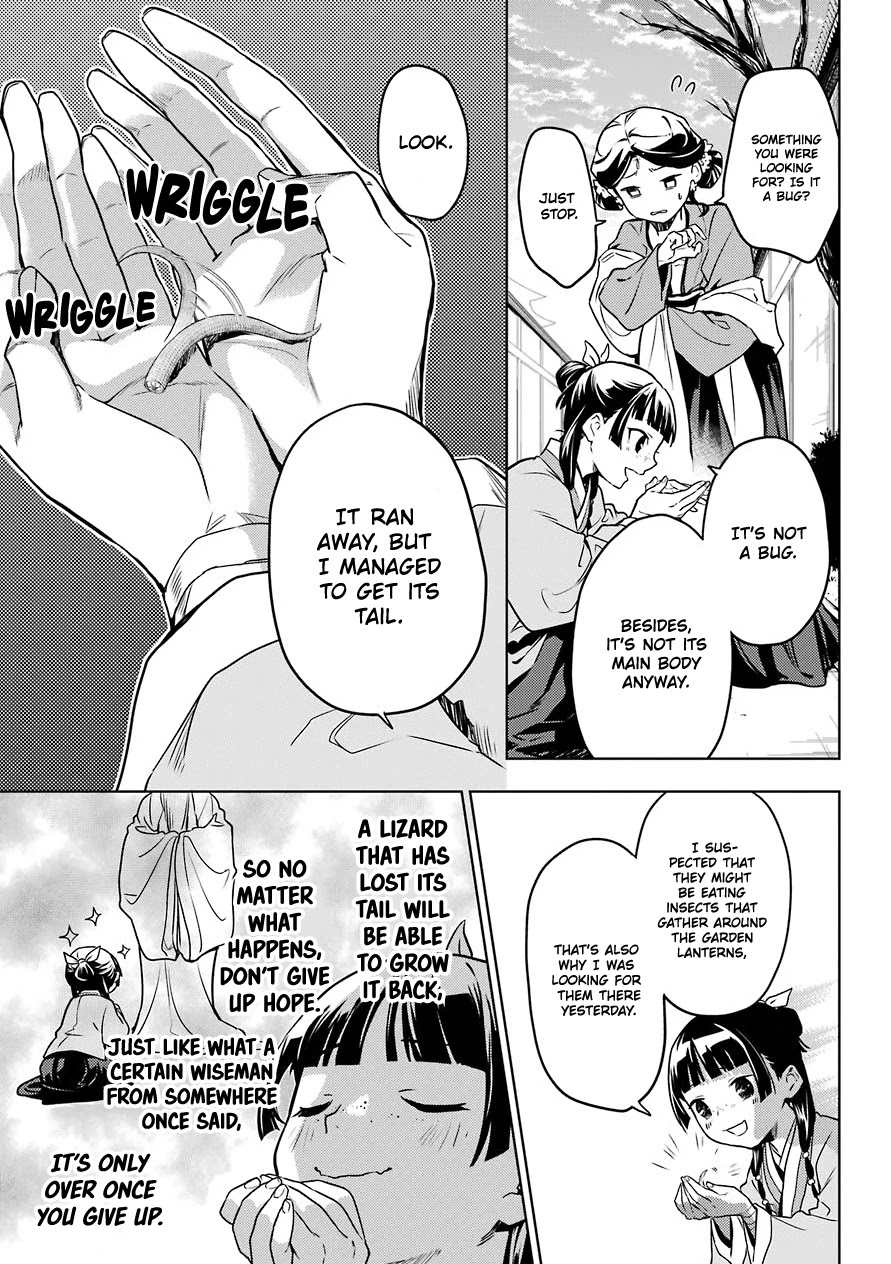 SOMETHING
YOU WERE
LOOKING
FOR? IS IT
A BUG?
JUST
STOP.
IT'S NOT
A BUG.
BESIDES,
IT'S NOT ITS
MAIN BODY
ANYWAY.
LOOK.
WRIGGLE
WRIGGLE
IT RAN
AWAY, BUT
I MANAGED
TO GET ITS
TAIL.
I SUS-
PECTED THAT
THEY MIGHT
BE EATING
INSECTS THAT
GATHER AROUND
THE GARDEN
LANTERNS,
THAT'S ALSO
WHY I WAS
LOOKING FOR
THEM THERE
YESTERDAY.
A LIZARD
THAT HAS
LOST ITS
TAIL WILL
BE ABLE
TO GROW
IT BACK,
SO NO
MATTER
WHAT
HAPPENS,
DON'T GIVE
UP HOPE.
JUST LIKE WHAT A
CERTAIN WISEMAN
FROM SOMEWHERE
ONCE SAID,
IT'S ONLY
OVER ONCE
YOU GIVE UP.